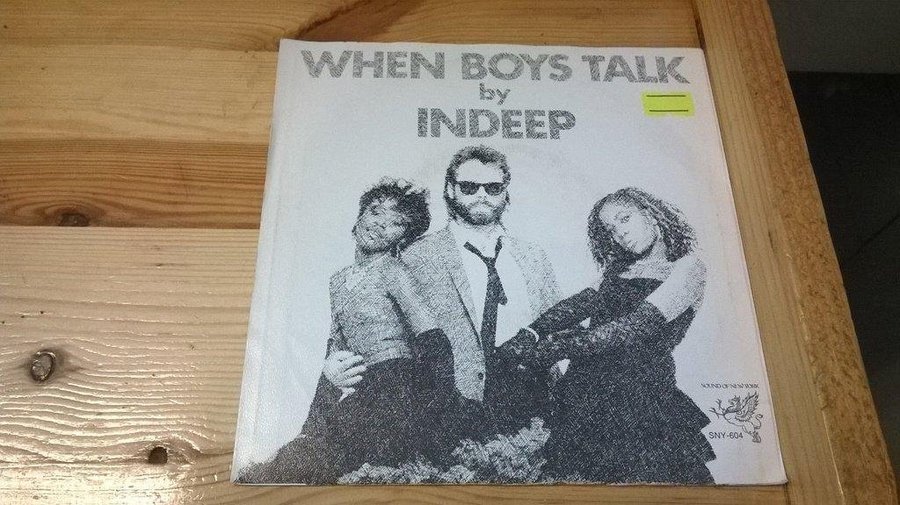 WHEN BOYS TALK
by
INDEEP
SOUND OF NEW YORK
SNY-604